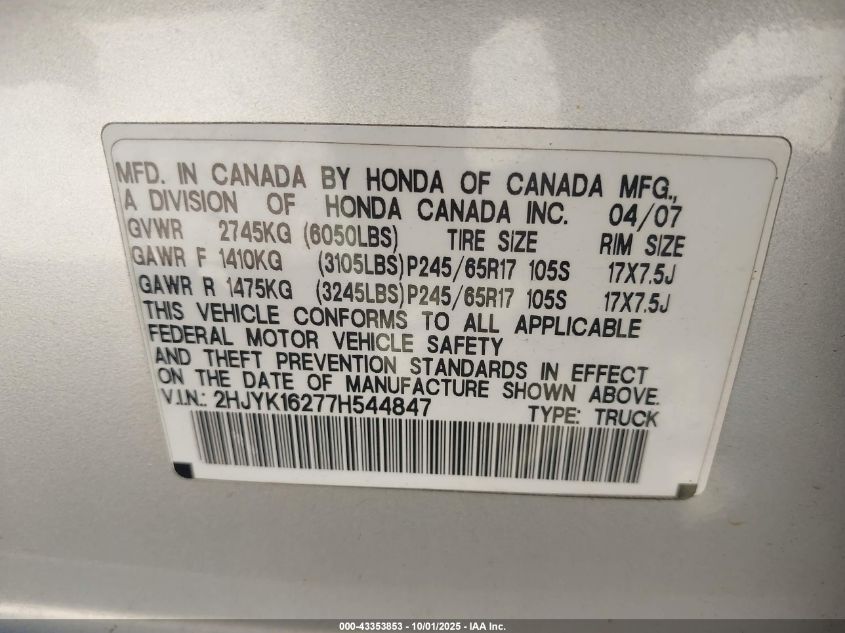 MFD. IN CANADA BY HONDA OF CANADA MFG.,
A DIVISION OF HONDA CANADA INC. 04/07
GVWR 2745KG (6050LBS) TIRE SIZE RIM SIZE
GAWR F 1410KG (3105LBS) P245/65R17 105S 17X7.5J
GAWR R 1475KG (3245LBS) P245/65R17 105S 17X7.5J
THIS VEHICLE CONFORMS TO ALL APPLICABLE
FEDERAL MOTOR VEHICLE SAFETY
AND THEFT PREVENTION STANDARDS IN EFFECT
ON THE DATE OF MANUFACTURE SHOWN ABOVE.
V.I.N.: 2HJYK16277H544847 TYPE: TRUCK
000-43353853 - 10/01/2025 - IAA Inc.